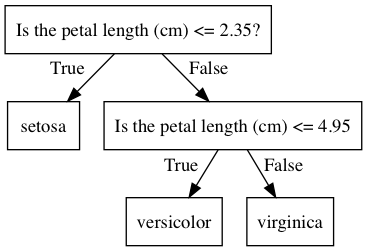 Is the petal length (cm) <= 2.35?
True
False
setosa
Is the petal length (cm) <= 4.95
True
False
versicolor
virginica